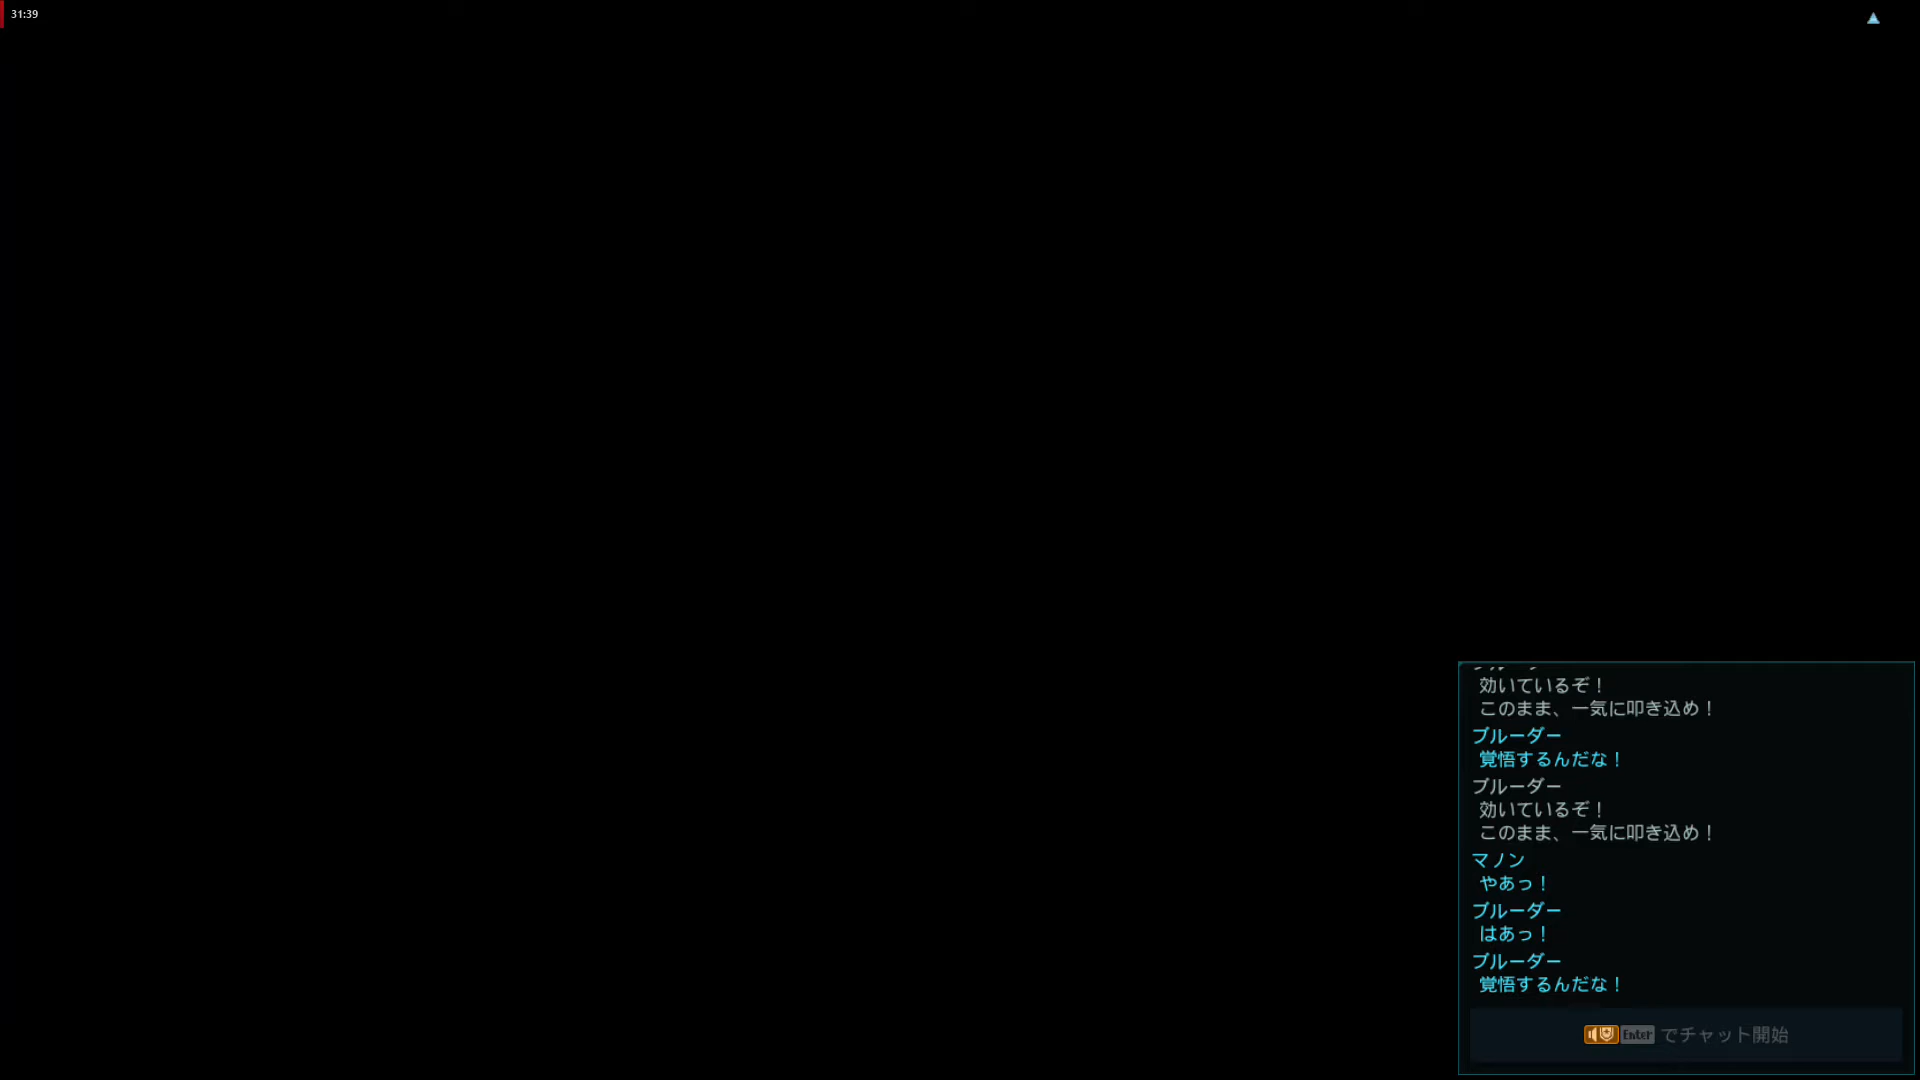 31:39
効いているぞ！
このまま、一気に叩き込め！
ブルーダー
覚悟するんだな！
ブルーダー
効いているぞ！
このまま、一気に叩き込め！
マノン
やあっ！
ブルーダー
はあっ！
ブルーダー
覚悟するんだな！
Enter でチャット開始